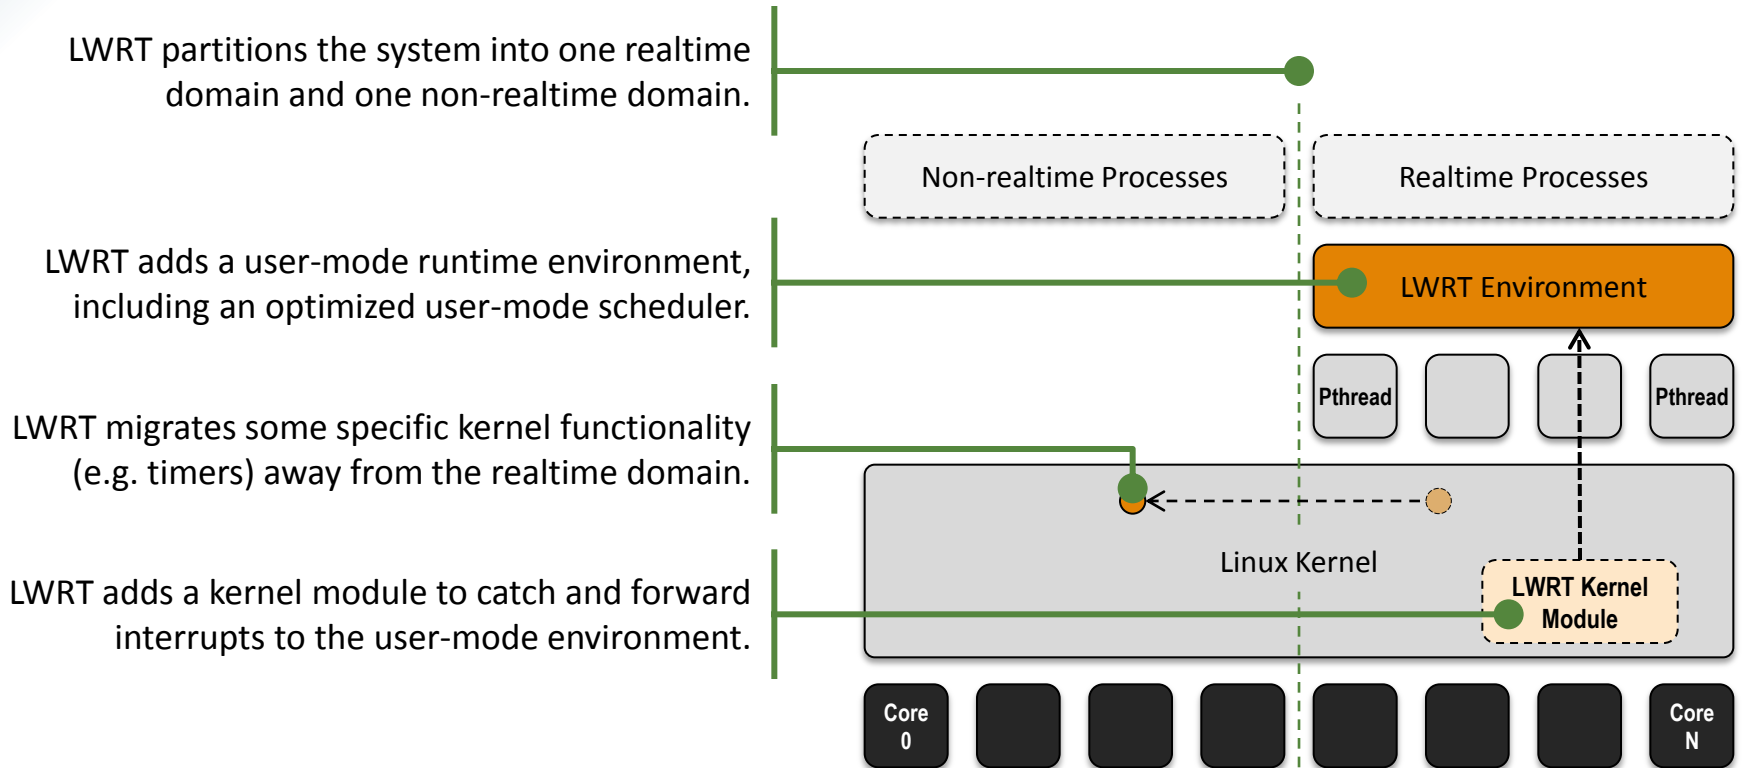 LWRT partitions the system into one realtime
domain and one non-realtime domain.
Non-realtime Processes
Realtime Processes
LWRT adds a user-mode runtime environment,
including an optimized user-mode scheduler.
LWRT Environment
Pthread
Pthread
LWRT migrates some specific kernel functionality
(e.g. timers) away from the realtime domain.
Linux Kernel
LWRT adds a kernel module to catch and forward
interrupts to the user-mode environment.
LWRT Kernel
Module
Core
0
Core
N